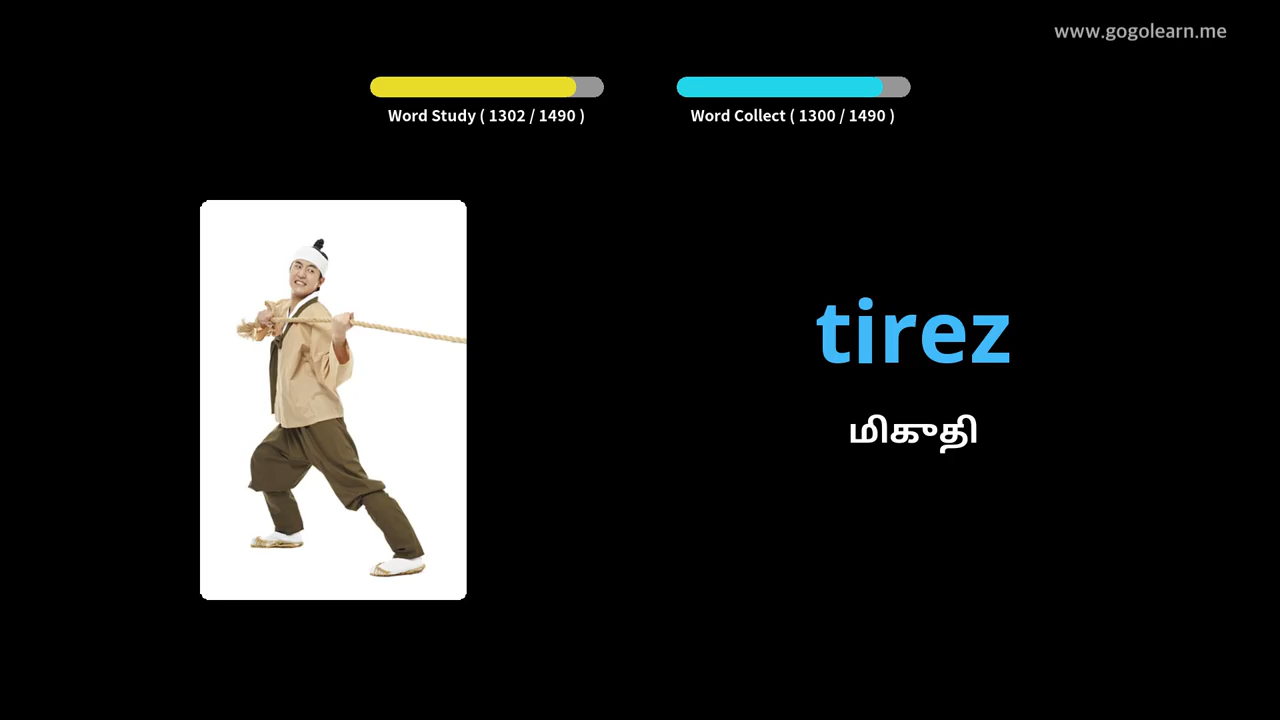 www.gogolearn.me
Word Study ( 1302 / 1490 )
Word Collect ( 1300 / 1490 )
tirez
மிகுதி